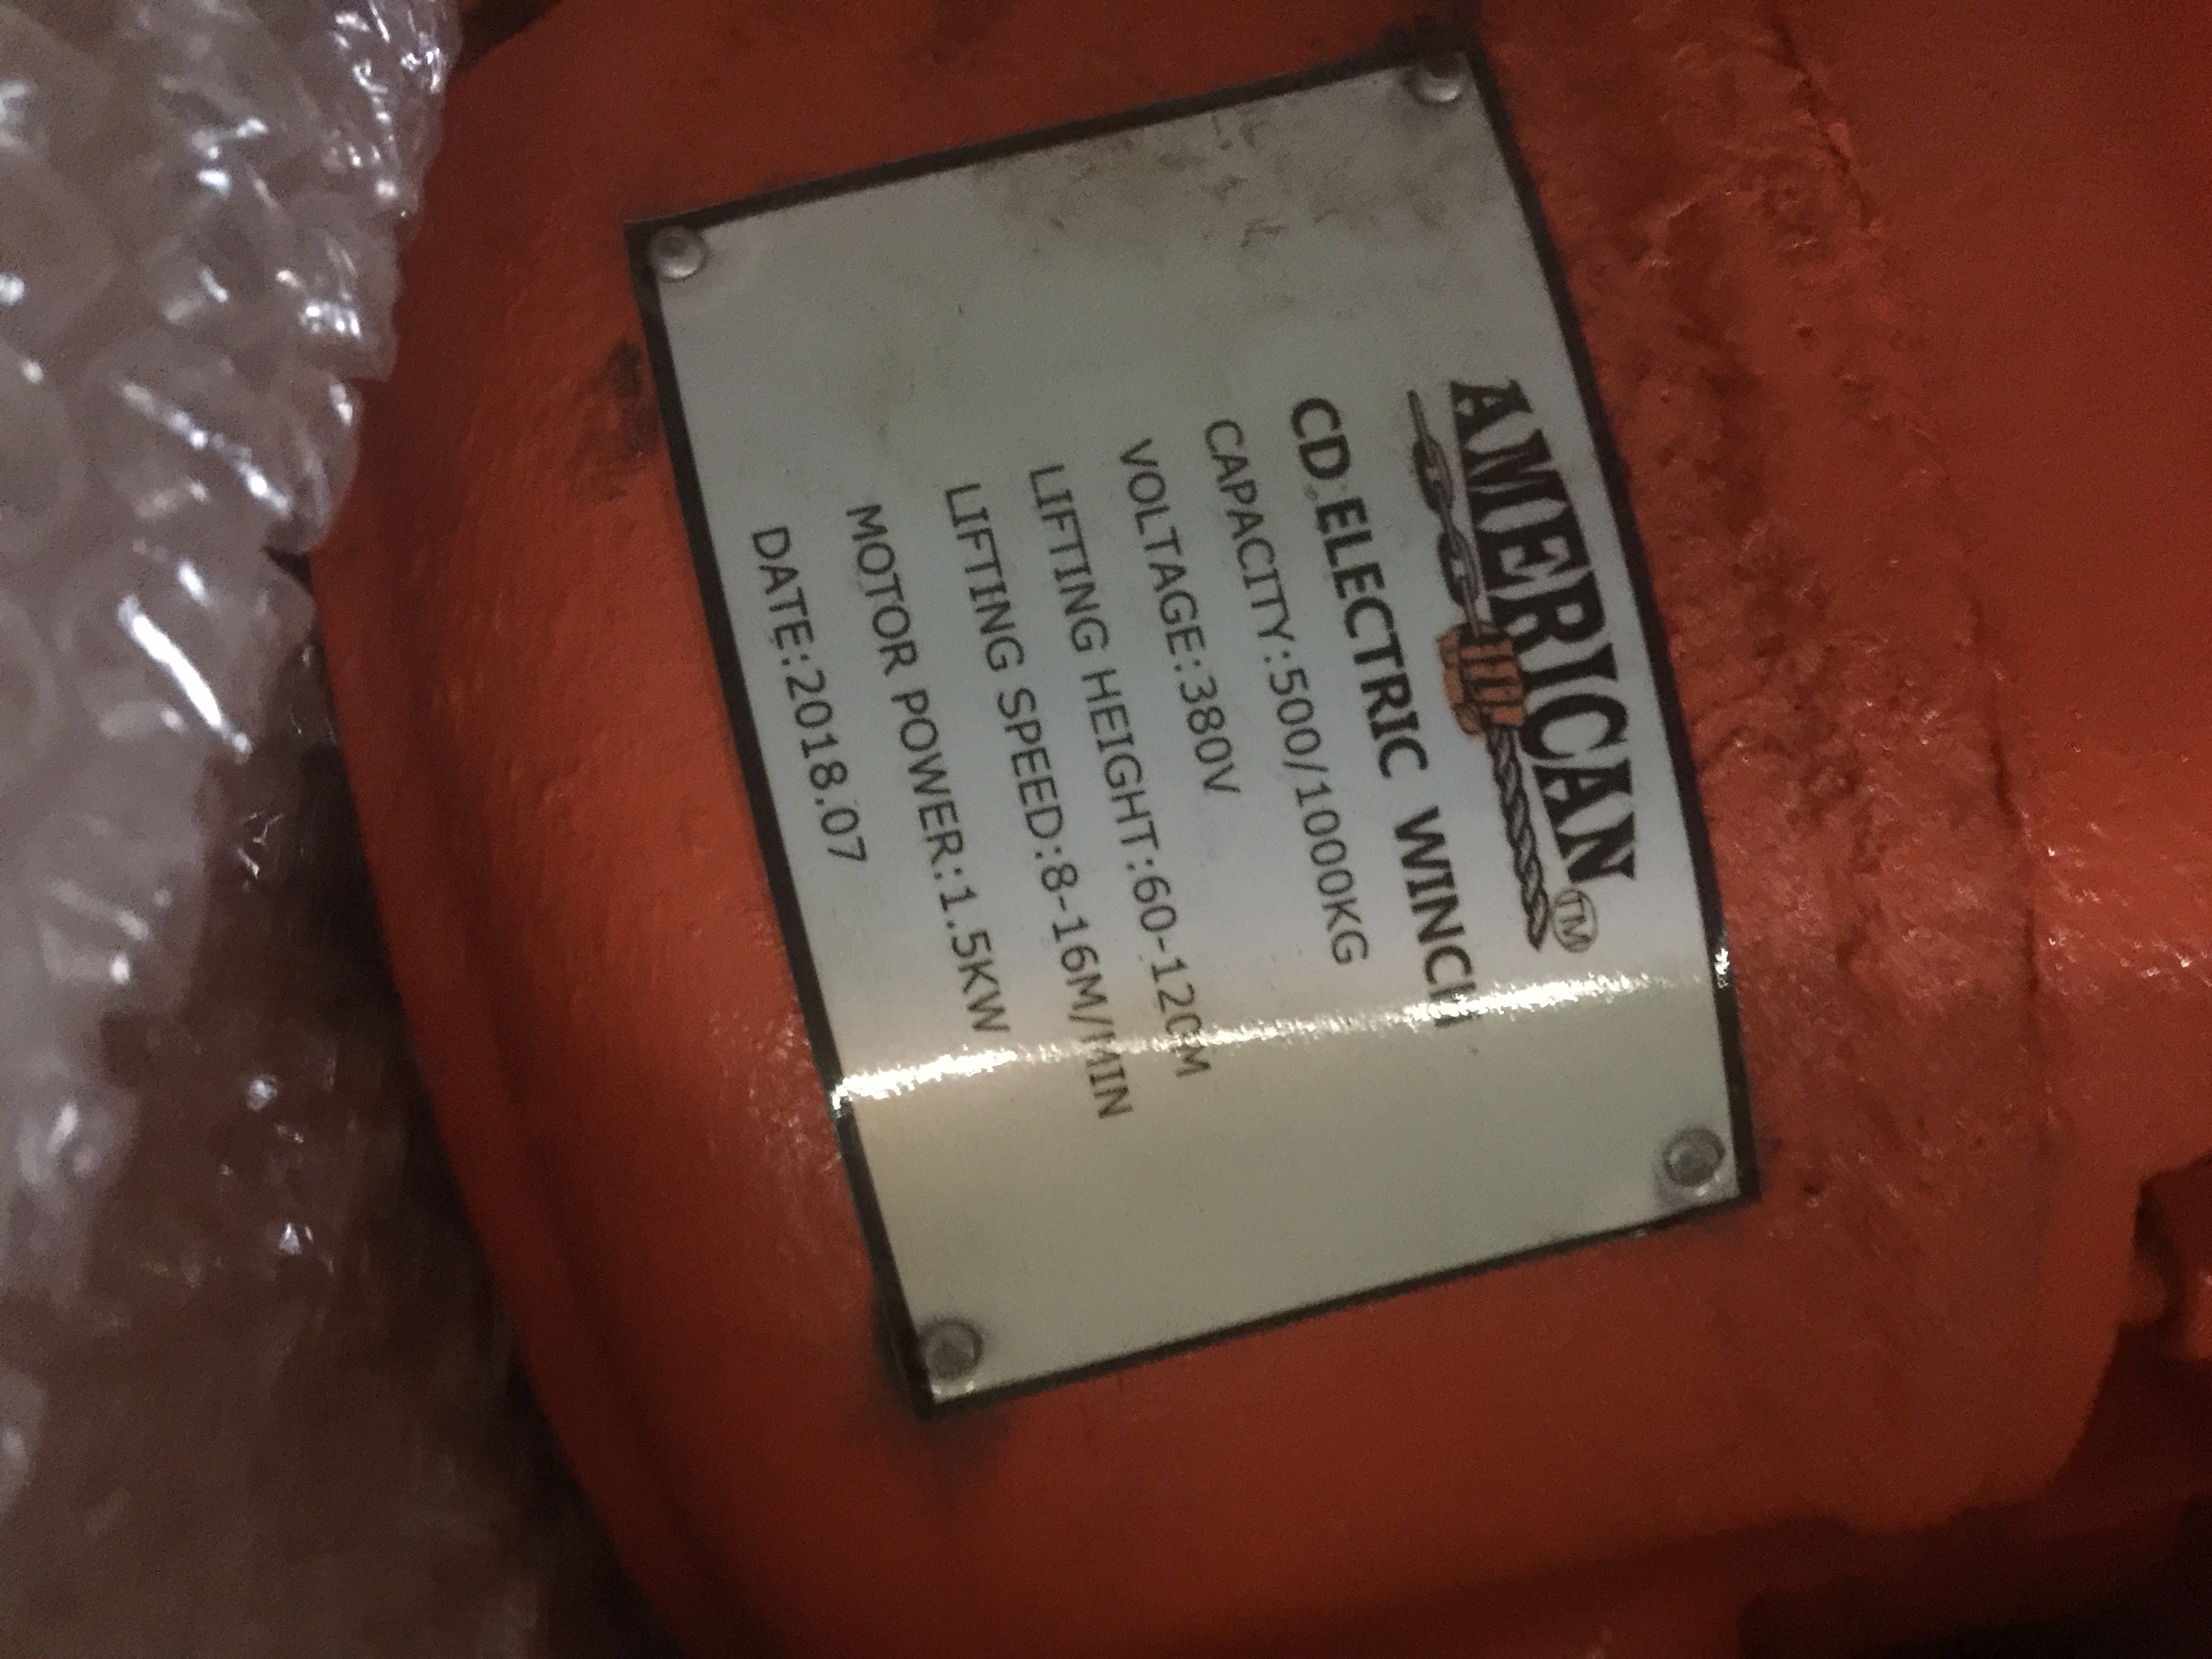 AMERICAN TM
CD ELECTRIC WINCH
CAPACITY:500/1000KG
VOLTAGE:380V
LIFTING HEIGHT:60-120M
LIFTING SPEED:8-16M/MIN
MOTOR POWER:1.5KW
DATE:2018.07